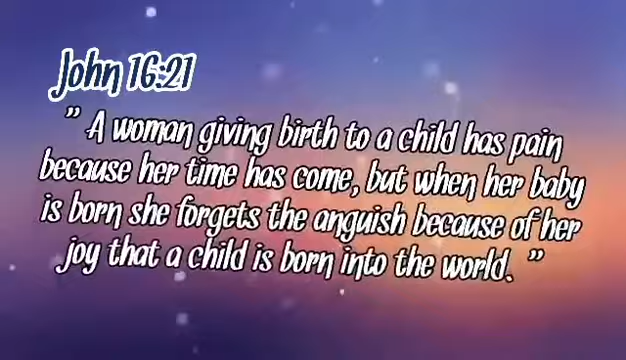 John 16:21
" A woman giving birth to a child has pain
because her time has come, but when her baby
is born she forgets the anguish because of her
joy that a child is born into the world. "